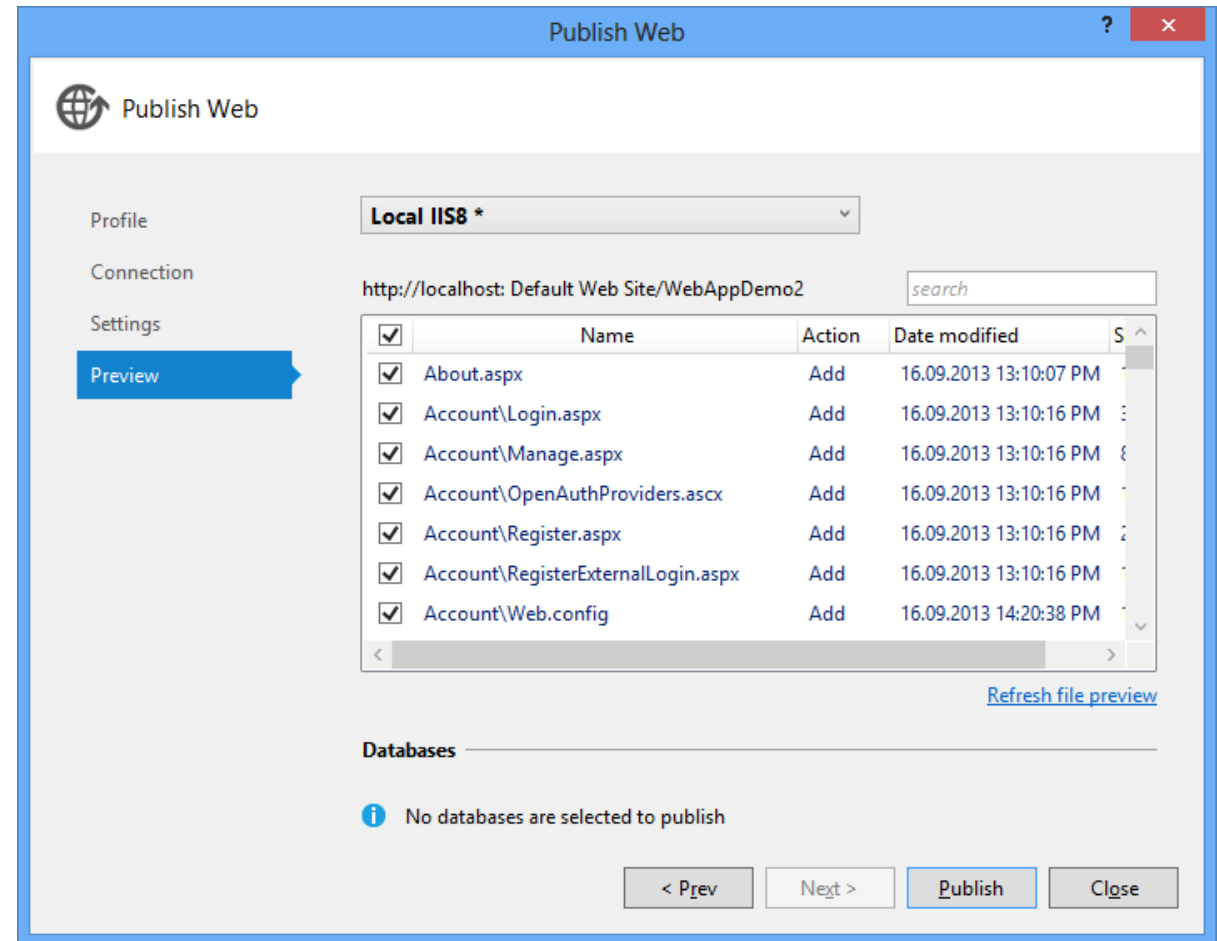 Publish Web
?
Publish Web
Profile
Connection
Settings
Preview
Local IIS8 *
http://localhost: Default Web Site/WebAppDemo2
search
Name Action Date modified S
About.aspx Add 16.09.2013 13:10:07 PM
Account\Login.aspx Add 16.09.2013 13:10:16 PM
Account\Manage.aspx Add 16.09.2013 13:10:16 PM
Account\OpenAuthProviders.ascx Add 16.09.2013 13:10:16 PM
Account\Register.aspx Add 16.09.2013 13:10:16 PM
Account\RegisterExternalLogin.aspx Add 16.09.2013 13:10:16 PM
Account\Web.config Add 16.09.2013 14:20:38 PM
Refresh file preview
Databases
No databases are selected to publish
< Prev Next > Publish Close